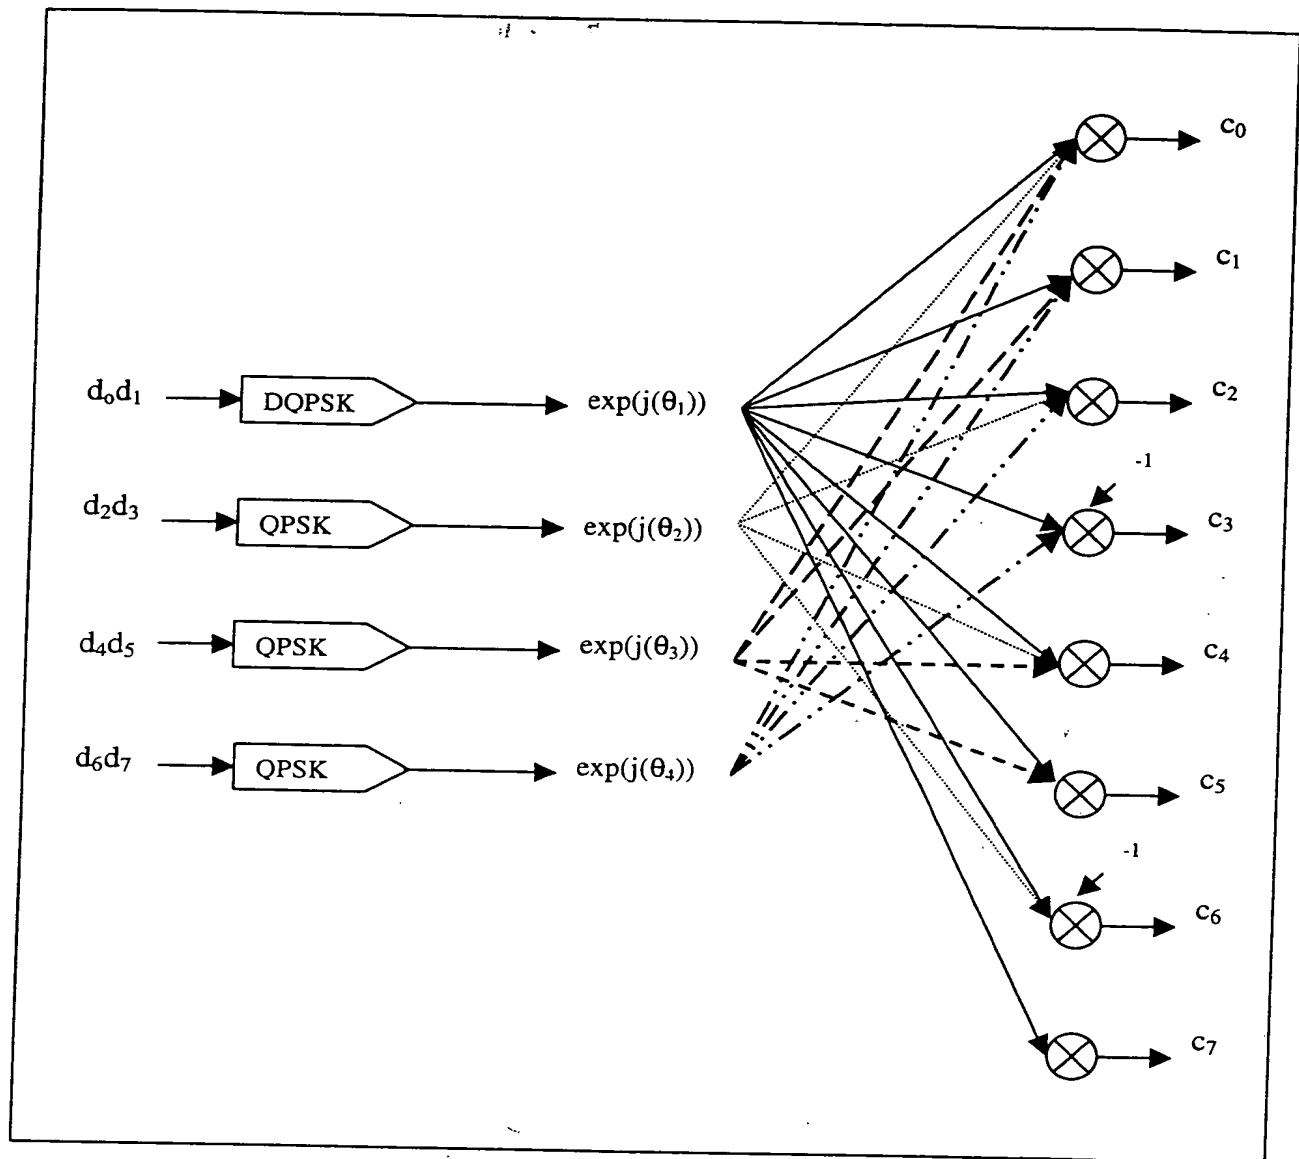 c₀
c₁
d₀d₁ DQPSK exp(j(θ₁)) c₂
-1
d₂d₃ QPSK exp(j(θ₂)) c₃
d₄d₅ QPSK exp(j(θ₃)) c₄
d₆d₇ QPSK exp(j(θ₄)) c₅
-1
c₆
c₇